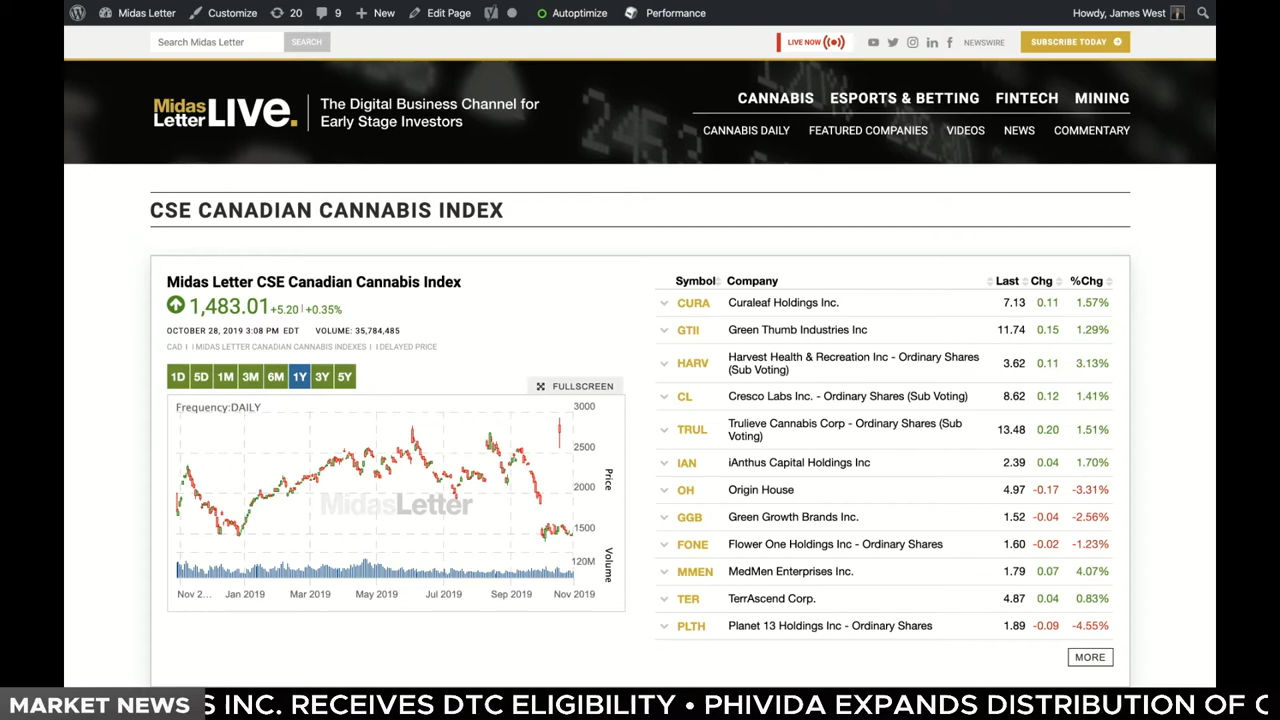 Midas Letter Customize 20 9 New Edit Page Autoptimize Performance Howdy, James West
Search Midas Letter SEARCH LIVE NOW NEWSWIRE SUBSCRIBE TODAY
CANNABIS ESPORTS & BETTING FINTECH MINING
Midas Letter LIVE.
The Digital Business Channel for
Early Stage Investors
CANNABIS DAILY FEATURED COMPANIES VIDEOS NEWS COMMENTARY
CSE CANADIAN CANNABIS INDEX
Midas Letter CSE Canadian Cannabis Index
1,483.01 +5.20 | +0.35%
OCTOBER 28, 2019 3:08 PM EDT VOLUME: 35,784,485
CAD | | MIDAS LETTER CANADIAN CANNABIS INDEXES | | DELAYED PRICE
1D 5D 1M 3M 6M 1Y 3Y 5Y
FULLSCREEN
Frequency:DAILY
3000
2500
2000
1500
120M
Price
Volume
MidasLetter
Nov 2... Jan 2019 Mar 2019 May 2019 Jul 2019 Sep 2019 Nov 2019
Symbol Company Last Chg %Chg
CURA Curaleaf Holdings Inc. 7.13 0.11 1.57%
GTII Green Thumb Industries Inc 11.74 0.15 1.29%
HARV Harvest Health & Recreation Inc - Ordinary Shares
(Sub Voting) 3.62 0.11 3.13%
CL Cresco Labs Inc. - Ordinary Shares (Sub Voting) 8.62 0.12 1.41%
TRUL Trulieve Cannabis Corp - Ordinary Shares (Sub
Voting) 13.48 0.20 1.51%
IAN iAnthus Capital Holdings Inc 2.39 0.04 1.70%
OH Origin House 4.97 -0.17 -3.31%
GGB Green Growth Brands Inc. 1.52 -0.04 -2.56%
FONE Flower One Holdings Inc - Ordinary Shares 1.60 -0.02 -1.23%
MMEN MedMen Enterprises Inc. 1.79 0.07 4.07%
TER TerrAscend Corp. 4.87 0.04 0.83%
PLTH Planet 13 Holdings Inc - Ordinary Shares 1.89 -0.09 -4.55%
MORE
MARKET NEWS S INC. RECEIVES DTC ELIGIBILITY • PHIVIDA EXPANDS DISTRIBUTION OF